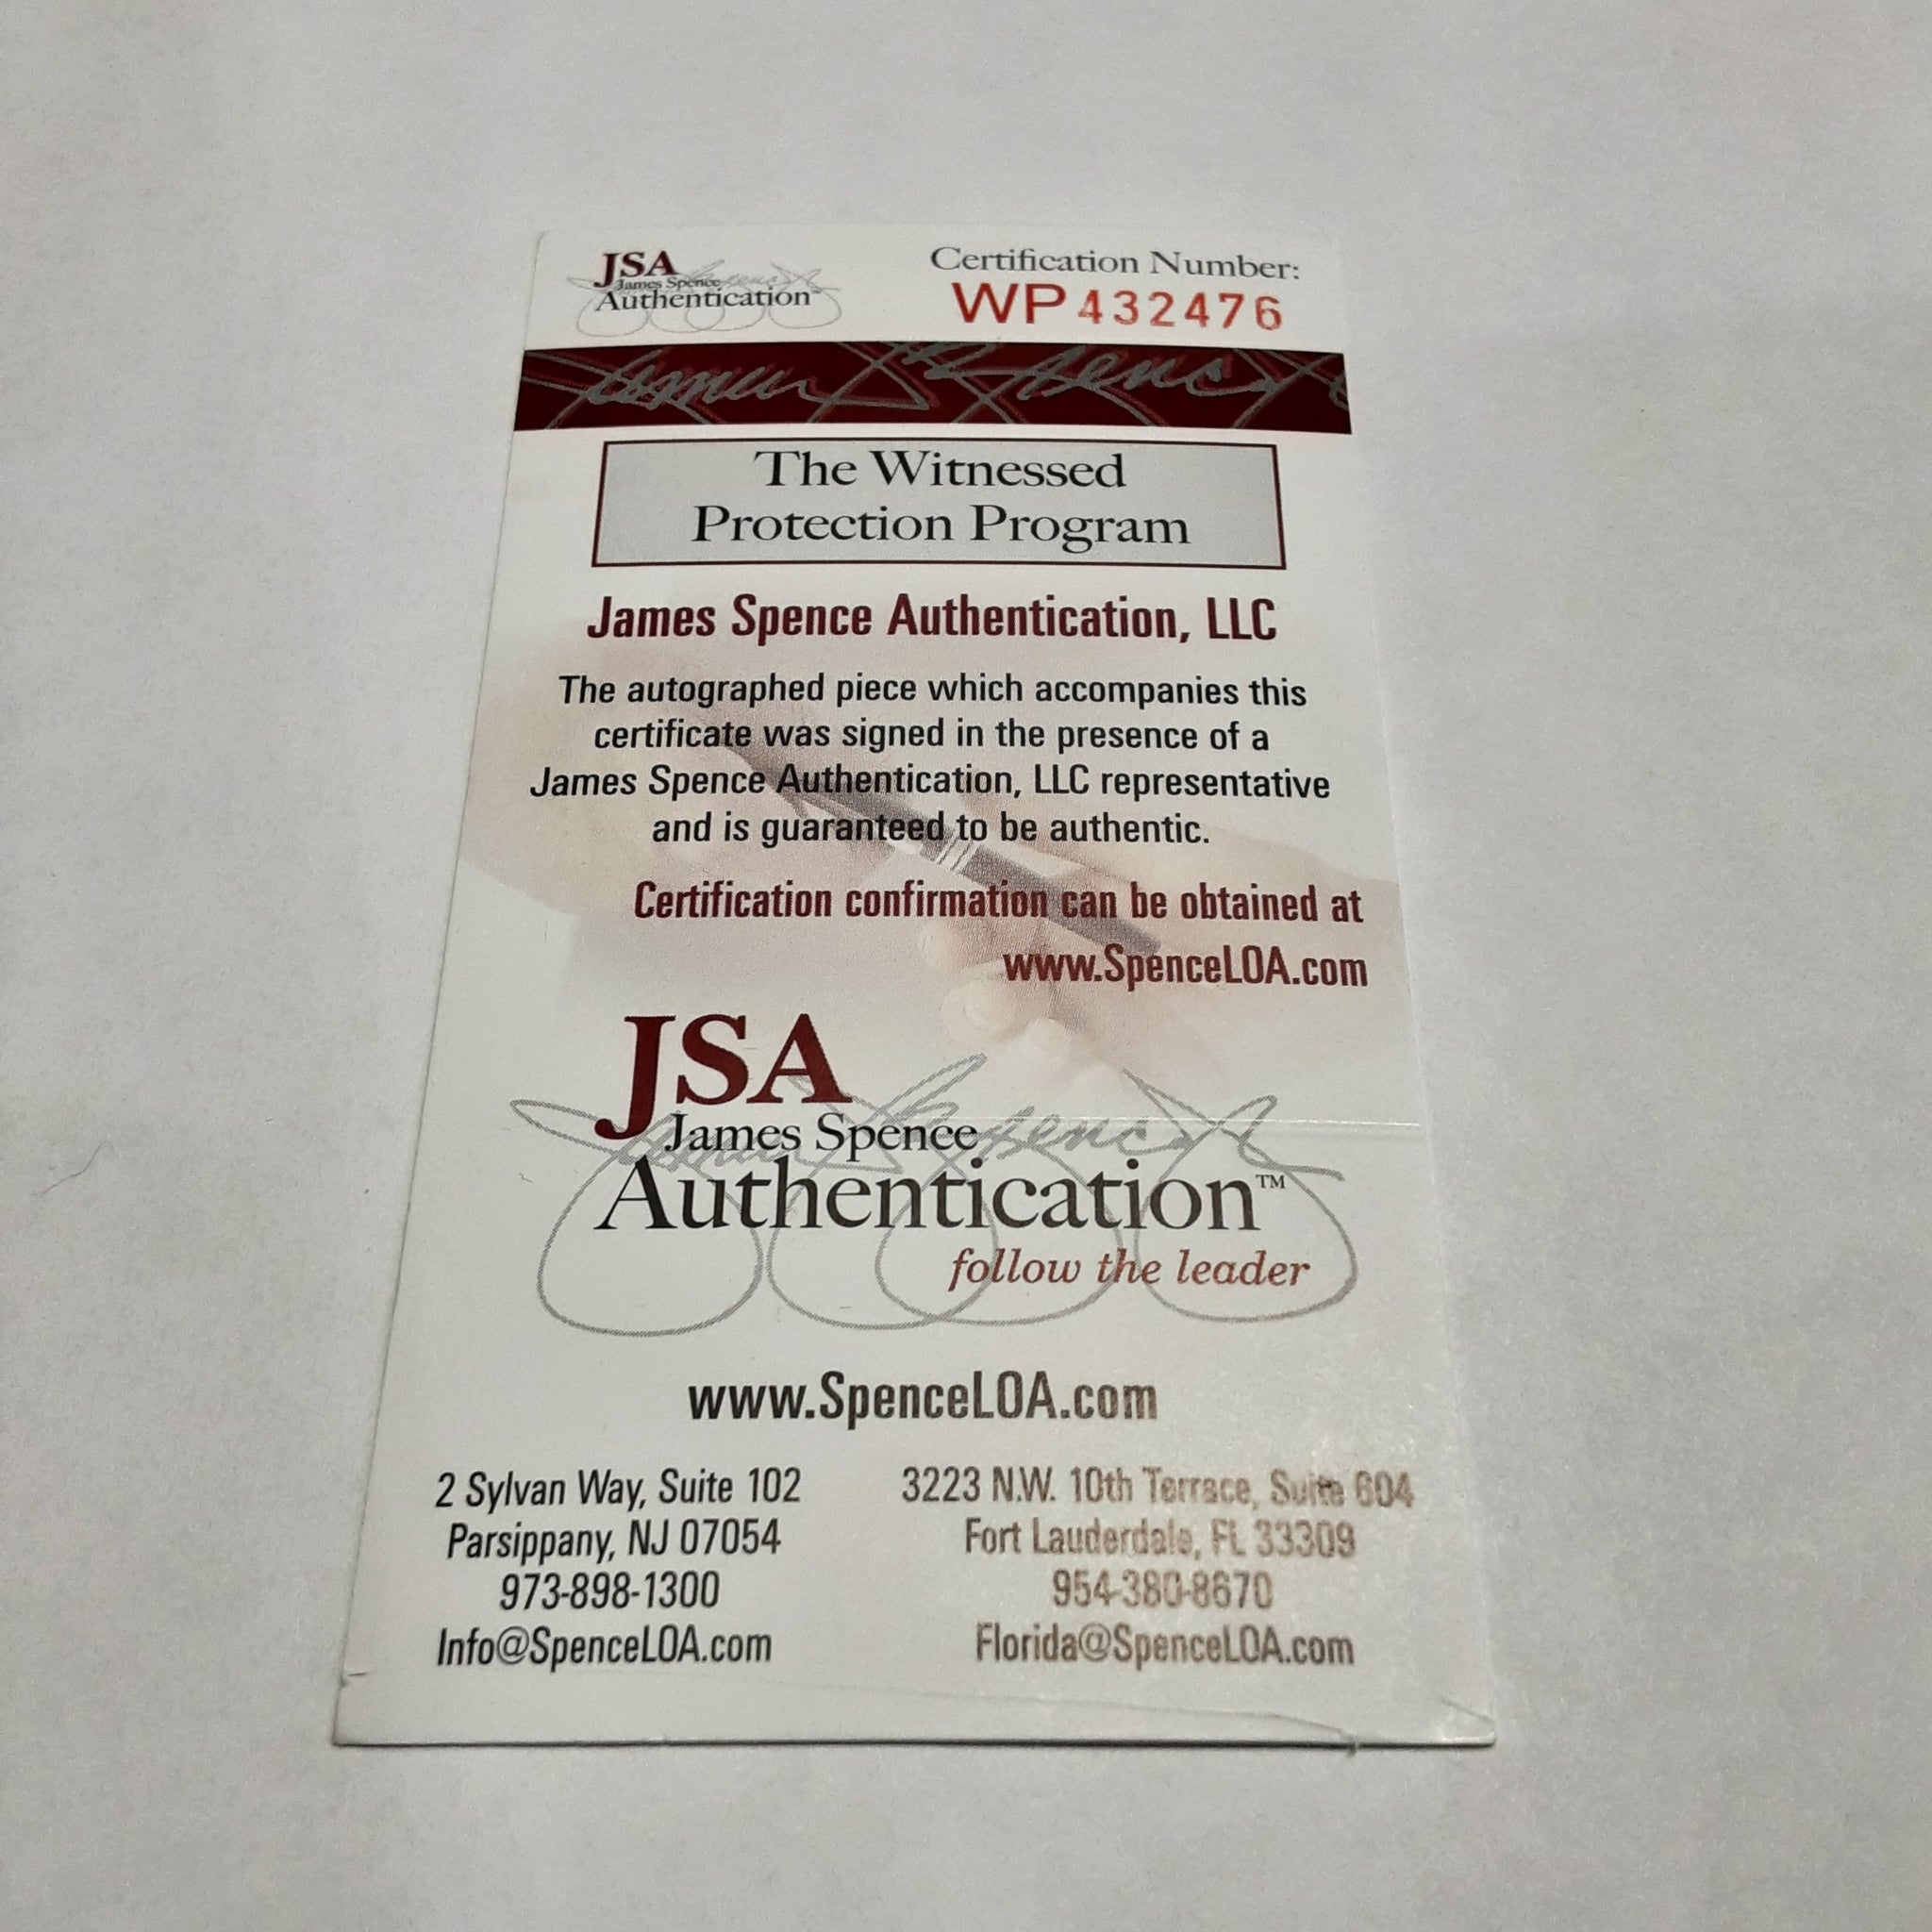 JSA
James Spence
Authentication™
Certification Number:
WP432476
The Witnessed
Protection Program
James Spence Authentication, LLC
The autographed piece which accompanies this
certificate was signed in the presence of a
James Spence Authentication, LLC representative
and is guaranteed to be authentic.
Certification confirmation can be obtained at
www.SpenceLOA.com
JSA
James Spence
Authentication™
follow the leader
www.SpenceLOA.com
2 Sylvan Way, Suite 102
Parsippany, NJ 07054
973-898-1300
Info@SpenceLOA.com
3223 N.W. 10th Terrace, Suite 604
Fort Lauderdale, FL 33309
954-380-8670
Florida@SpenceLOA.com